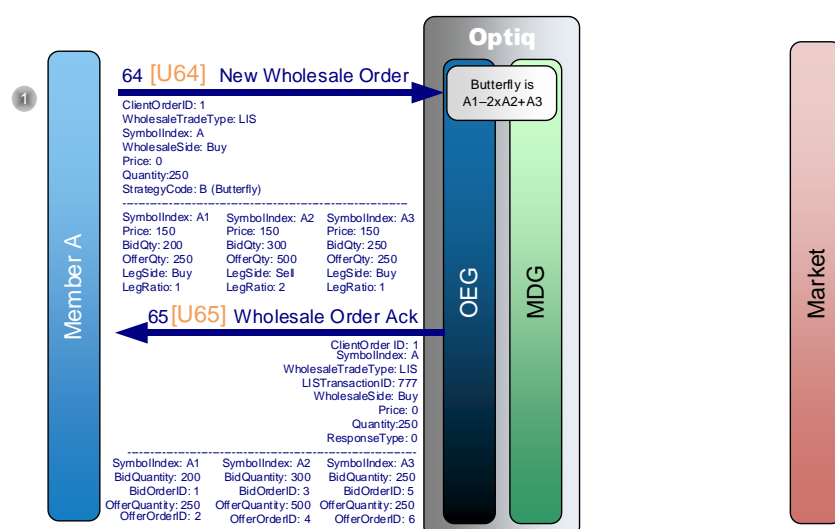 Optiq
64 [U64] New Wholesale Order
Butterfly is
A1–2xA2+A3
1
ClientOrderID: 1
WholesaleTradeType: LIS
SymbolIndex: A
WholesaleSide: Buy
Price: 0
Quantity:250
StrategyCode: B (Butterfly)
SymbolIndex: A1 SymbolIndex: A2 SymbolIndex: A3
Price: 150 Price: 150 Price: 150
BidQty: 200 BidQty: 300 BidQty: 250
OfferQty: 250 OfferQty: 500 OfferQty: 250
LegSide: Buy LegSide: Sell LegSide: Buy
LegRatio: 1 LegRatio: 2 LegRatio: 1
Member A
OEG
MDG
Market
65[U65] Wholesale Order Ack
ClientOrder ID: 1
SymbolIndex: A
WholesaleTradeType: LIS
LISTransactionID: 777
WholesaleSide: Buy
Price: 0
Quantity:250
ResponseType: 0
SymbolIndex: A1 SymbolIndex: A2 SymbolIndex: A3
BidQuantity: 200 BidQuantity: 300 BidQuantity: 250
BidOrderID: 1 BidOrderID: 3 BidOrderID: 5
OfferQuantity: 250 OfferQuantity: 500 OfferQuantity: 250
OfferOrderID: 2 OfferOrderID: 4 OfferOrderID: 6